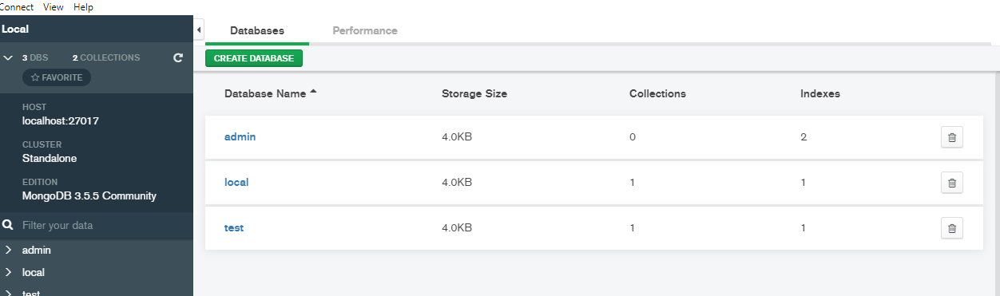 Connect View Help
Local
3 DBS 2 COLLECTIONS
FAVORITE
HOST
localhost:27017
CLUSTER
Standalone
EDITION
MongoDB 3.5.5 Community
Filter your data
admin
local
test
Databases Performance
CREATE DATABASE
Database Name Storage Size Collections Indexes
admin 4.0KB 0 2
local 4.0KB 1 1
test 4.0KB 1 1